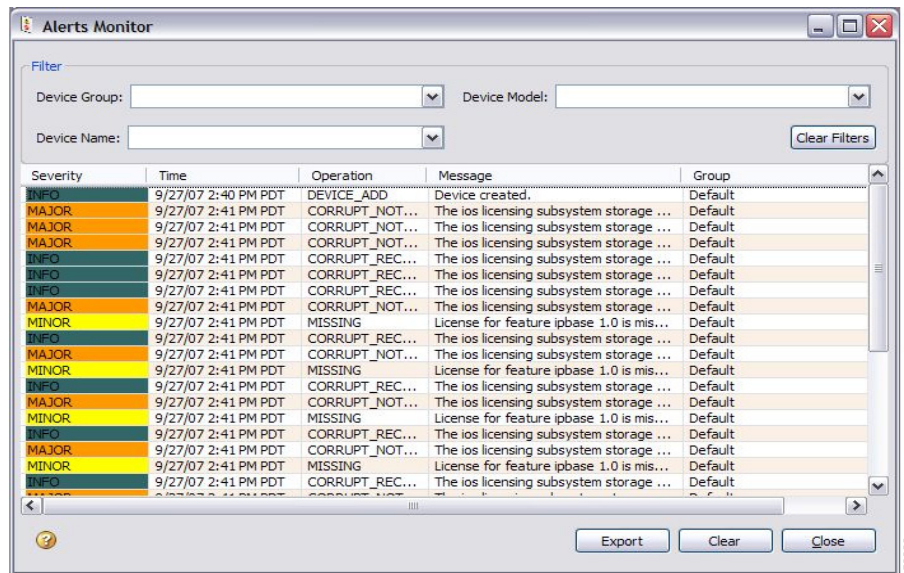 Alerts Monitor
Filter
Device Group:
Device Model:
Device Name:
Clear Filters
Severity Time Operation Message Group
INFO 9/27/07 2:40 PM PDT DEVICE_ADD Device created. Default
MAJOR 9/27/07 2:41 PM PDT CORRUPT_NOT... The ios licensing subsystem storage ... Default
MAJOR 9/27/07 2:41 PM PDT CORRUPT_NOT... The ios licensing subsystem storage ... Default
MAJOR 9/27/07 2:41 PM PDT CORRUPT_NOT... The ios licensing subsystem storage ... Default
INFO 9/27/07 2:41 PM PDT CORRUPT_REC... The ios licensing subsystem storage ... Default
INFO 9/27/07 2:41 PM PDT CORRUPT_REC... The ios licensing subsystem storage ... Default
INFO 9/27/07 2:41 PM PDT CORRUPT_REC... The ios licensing subsystem storage ... Default
MAJOR 9/27/07 2:41 PM PDT CORRUPT_NOT... The ios licensing subsystem storage ... Default
MINOR 9/27/07 2:41 PM PDT MISSING License for feature ipbase 1.0 is mis... Default
INFO 9/27/07 2:41 PM PDT CORRUPT_REC... The ios licensing subsystem storage ... Default
MAJOR 9/27/07 2:41 PM PDT CORRUPT_NOT... The ios licensing subsystem storage ... Default
MINOR 9/27/07 2:41 PM PDT MISSING License for feature ipbase 1.0 is mis... Default
INFO 9/27/07 2:41 PM PDT CORRUPT_REC... The ios licensing subsystem storage ... Default
MAJOR 9/27/07 2:41 PM PDT CORRUPT_NOT... The ios licensing subsystem storage ... Default
MINOR 9/27/07 2:41 PM PDT MISSING License for feature ipbase 1.0 is mis... Default
INFO 9/27/07 2:41 PM PDT CORRUPT_REC... The ios licensing subsystem storage ... Default
MAJOR 9/27/07 2:41 PM PDT CORRUPT_NOT... The ios licensing subsystem storage ... Default
MINOR 9/27/07 2:41 PM PDT MISSING License for feature ipbase 1.0 is mis... Default
INFO 9/27/07 2:41 PM PDT CORRUPT_REC... The ios licensing subsystem storage ... Default
Export Clear Close